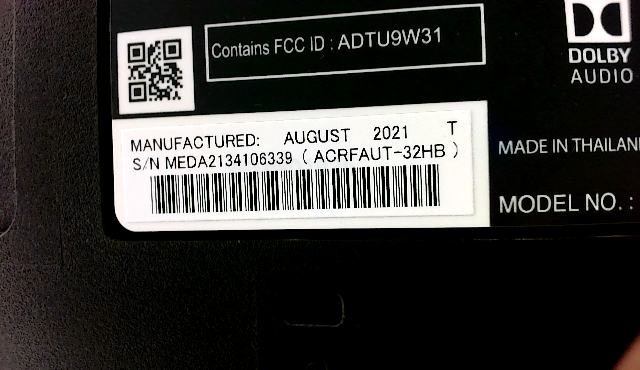 Contains FCC ID : ADTU9W31
DOLBY
AUDIO
MANUFACTURED: AUGUST 2021 T
S/N MEDA2134106339 ( ACRFAUT-32HB )
MADE IN THAILAN
MODEL NO. :